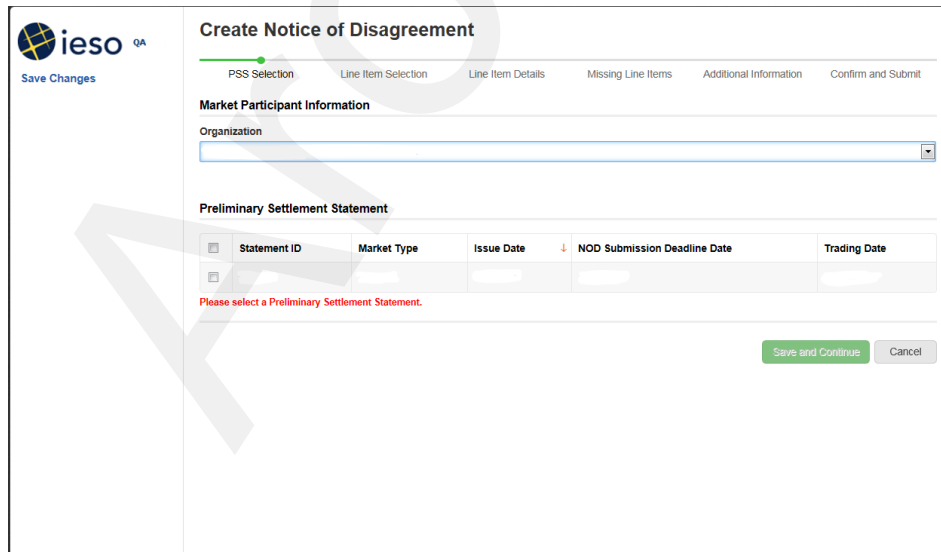 ieso QA
Save Changes
Create Notice of Disagreement
PSS Selection Line Item Selection Line Item Details Missing Line Items Additional Information Confirm and Submit
Market Participant Information
Organization
Preliminary Settlement Statement
Statement ID Market Type Issue Date ↓ NOD Submission Deadline Date Trading Date
Please select a Preliminary Settlement Statement.
Save and Continue Cancel